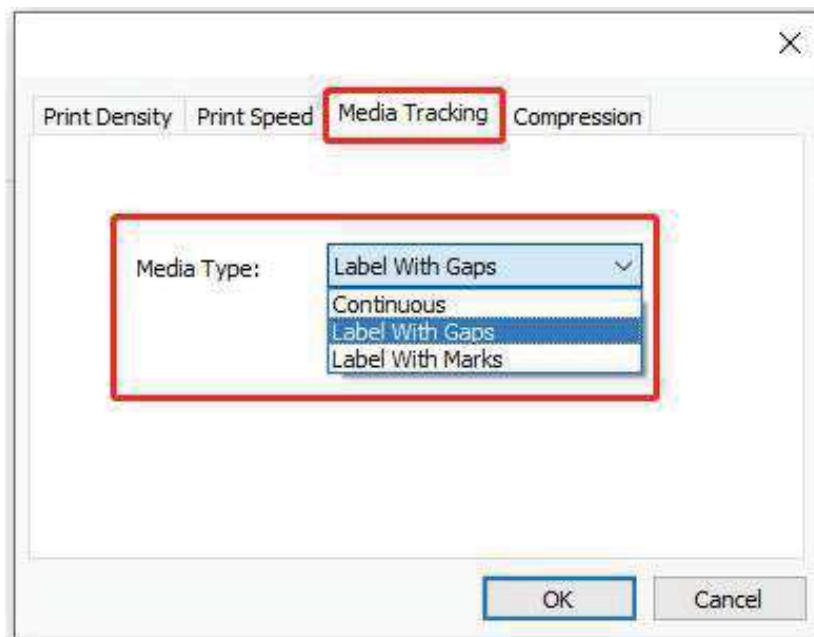 Print Density Print Speed Media Tracking Compression
Media Type: Label With Gaps
Continuous
Label With Gaps
Label With Marks
OK Cancel